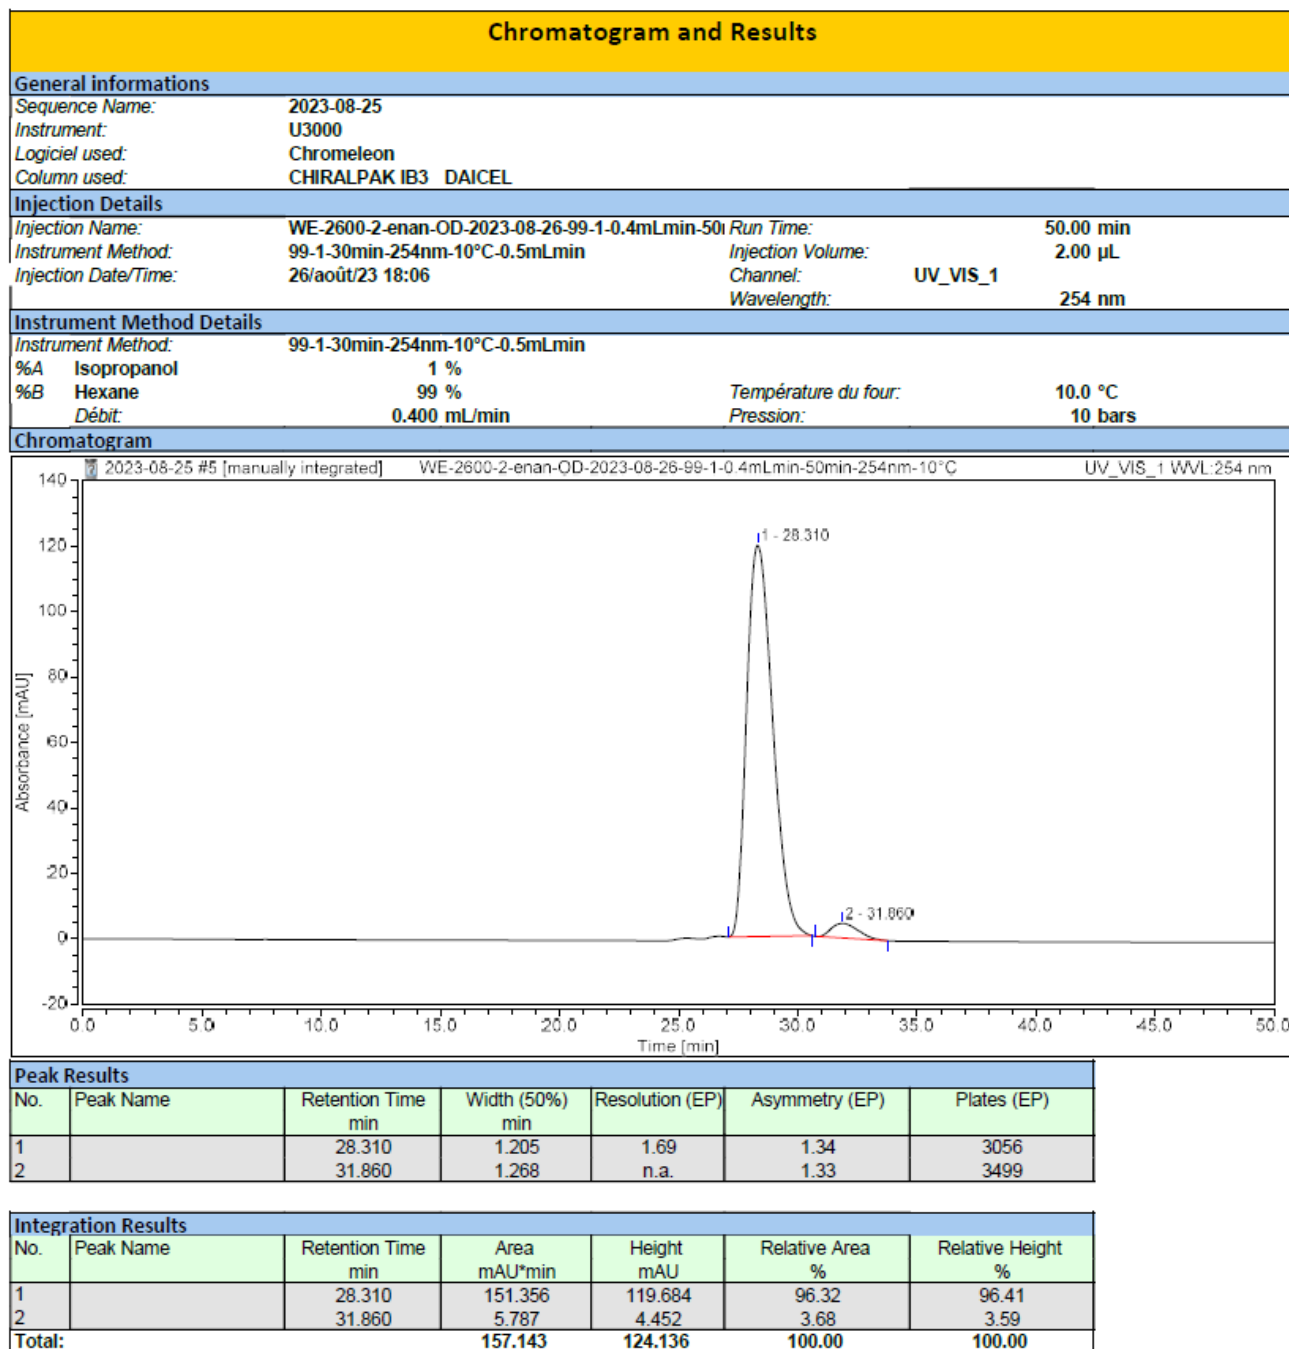 Chromatogram and Results
General informations
Sequence Name: 2023-08-25
Instrument: U3000
Logiciel used: Chromeleon
Column used: CHIRALPAK IB3 DAICEL
Injection Details
Injection Name: WE-2600-2-enan-OD-2023-08-26-99-1-0.4mLmin-50 Run Time: 50.00 min
Instrument Method: 99-1-30min-254nm-10°C-0.5mLmin Injection Volume: 2.00 µL
Injection Date/Time: 26/août/23 18:06 Channel: UV_VIS_1
Wavelength: 254 nm
Instrument Method Details
Instrument Method: 99-1-30min-254nm-10°C-0.5mLmin
%A Isopropanol 1 %
%B Hexane 99 % Température du four: 10.0 °C
Débit: 0.400 mL/min Pression: 10 bars
Chromatogram
2023-08-25 #5 [manually integrated] WE-2600-2-enan-OD-2023-08-26-99-1-0.4mLmin-50min-254nm-10°C UV_VIS_1 WVL:254 nm
140
120
100
80
60
40
20
0
-20
Absorbance [mAU]
1 - 28.310
2 - 31.860
0.0 5.0 10.0 15.0 20.0 25.0 30.0 35.0 40.0 45.0 50.0
Time [min]
Peak Results
No. Peak Name Retention Time Width (50%) Resolution (EP) Asymmetry (EP) Plates (EP)
min min
1 28.310 1.205 1.69 1.34 3056
2 31.860 1.268 n.a. 1.33 3499
Integration Results
No. Peak Name Retention Time Area Height Relative Area Relative Height
min mAU*min mAU % %
1 28.310 151.356 119.684 96.32 96.41
2 31.860 5.787 4.452 3.68 3.59
Total: 157.143 124.136 100.00 100.00